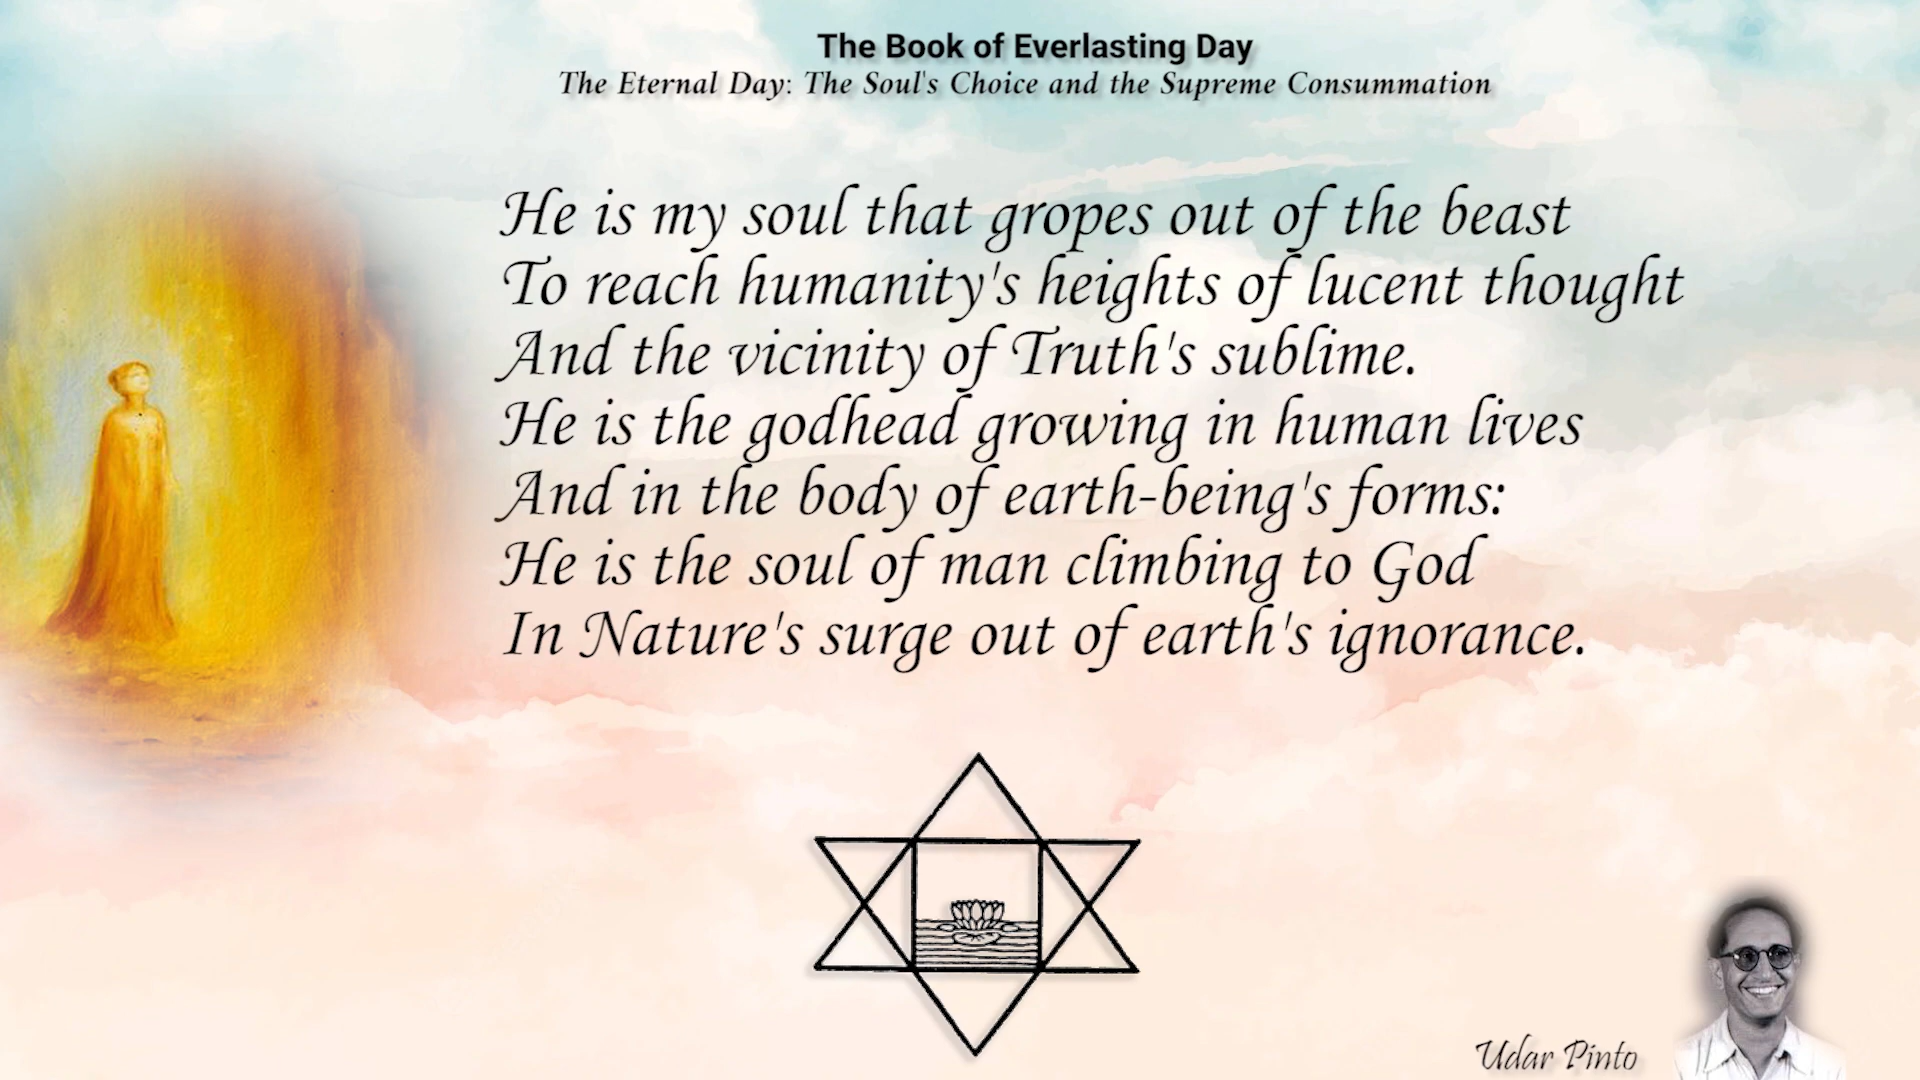 The Book of Everlasting Day
The Eternal Day: The Soul's Choice and the Supreme Consummation
He is my soul that gropes out of the beast
To reach humanity's heights of lucent thought
And the vicinity of Truth's sublime.
He is the godhead growing in human lives
And in the body of earth-being's forms:
He is the soul of man climbing to God
In Nature's surge out of earth's ignorance.
Udar Pinto